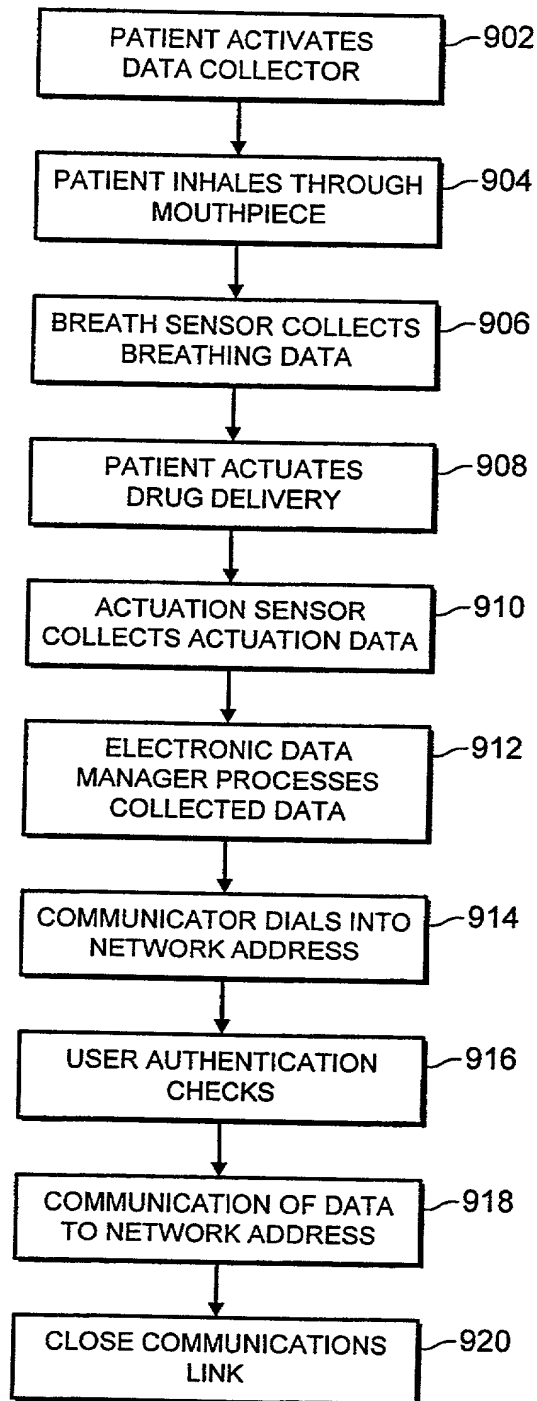 PATIENT ACTIVATES
DATA COLLECTOR
902
PATIENT INHALES THROUGH
MOUTHPIECE
904
BREATH SENSOR COLLECTS
BREATHING DATA
906
PATIENT ACTUATES
DRUG DELIVERY
908
ACTUATION SENSOR
COLLECTS ACTUATION DATA
910
ELECTRONIC DATA
MANAGER PROCESSES
COLLECTED DATA
912
COMMUNICATOR DIALS INTO
NETWORK ADDRESS
914
USER AUTHENTICATION
CHECKS
916
COMMUNICATION OF DATA
TO NETWORK ADDRESS
918
CLOSE COMMUNICATIONS
LINK
920